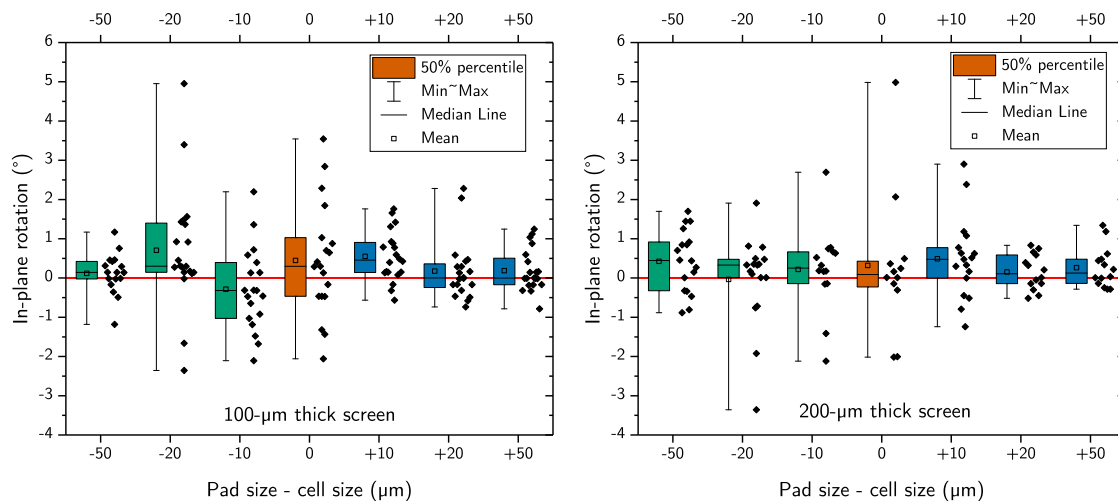 -50 -20 -10 0 +10 +20 +50
6
5
4
3
2
1
0
-1
-2
-3
-4
In-plane rotation (°)
50% percentile
Min~Max
Median Line
Mean
100-µm thick screen
-50 -20 -10 0 +10 +20 +50
Pad size - cell size (µm)
-50 -20 -10 0 +10 +20 +50
6
5
4
3
2
1
0
-1
-2
-3
-4
In-plane rotation (°)
50% percentile
Min~Max
Median Line
Mean
200-µm thick screen
-50 -20 -10 0 +10 +20 +50
Pad size - cell size (µm)